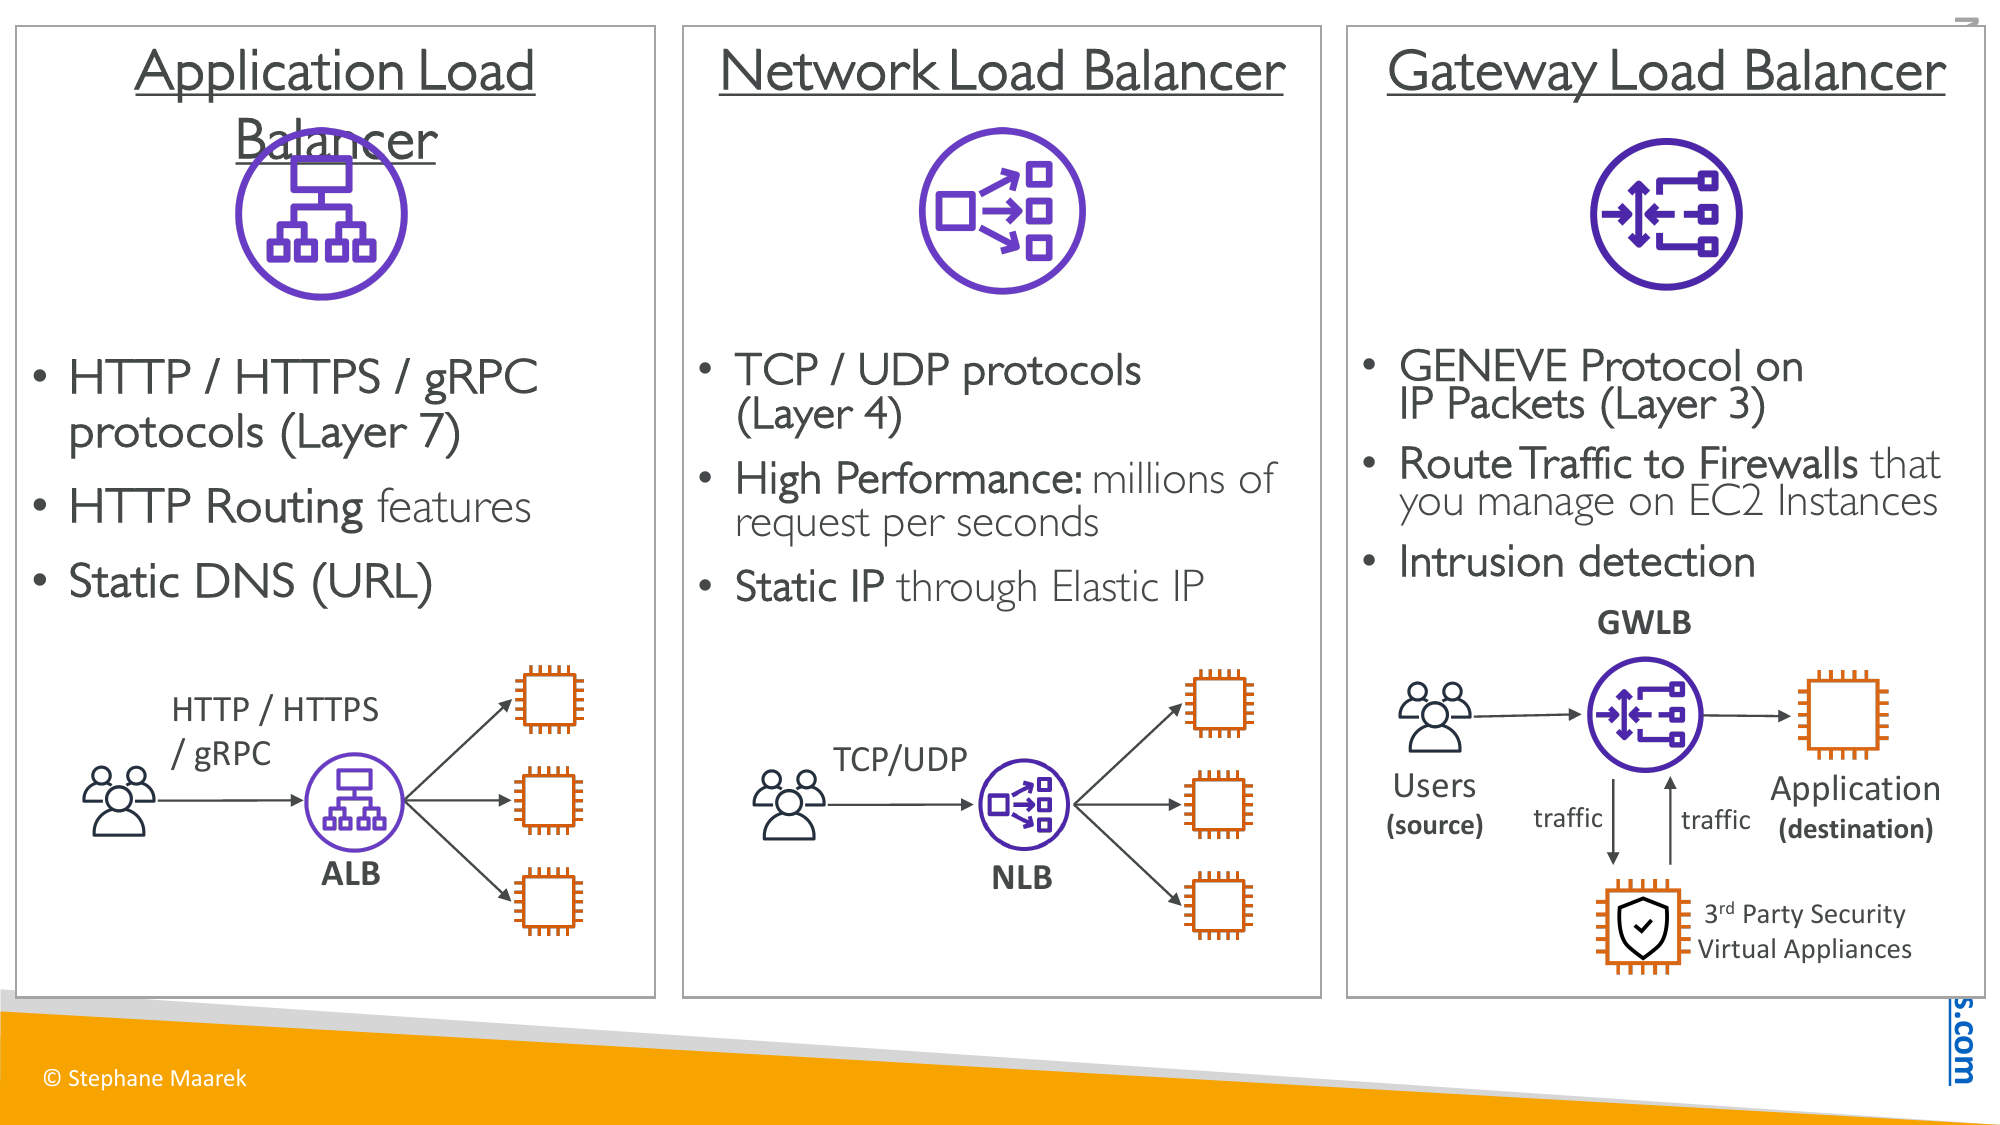 Application Load
Balancer
• HTTP / HTTPS / gRPC
protocols (Layer 7)
• HTTP Routing features
• Static DNS (URL)
HTTP / HTTPS
/ gRPC
ALB
Network Load Balancer
• TCP / UDP protocols
(Layer 4)
• High Performance: millions of
request per seconds
• Static IP through Elastic IP
TCP/UDP
NLB
Gateway Load Balancer
• GENEVE Protocol on
IP Packets (Layer 3)
• Route Traffic to Firewalls that
you manage on EC2 Instances
• Intrusion detection
GWLB
Users
(source)
traffic
traffic
Application
(destination)
3rd Party Security
Virtual Appliances
© Stephane Maarek
s.com